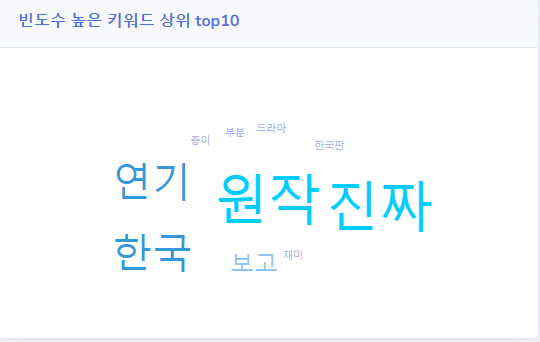 빈도수 높은 키워드 상위 top10
종이
부분
드라마
한국판
연기
원작
진짜
한국
보고
재미